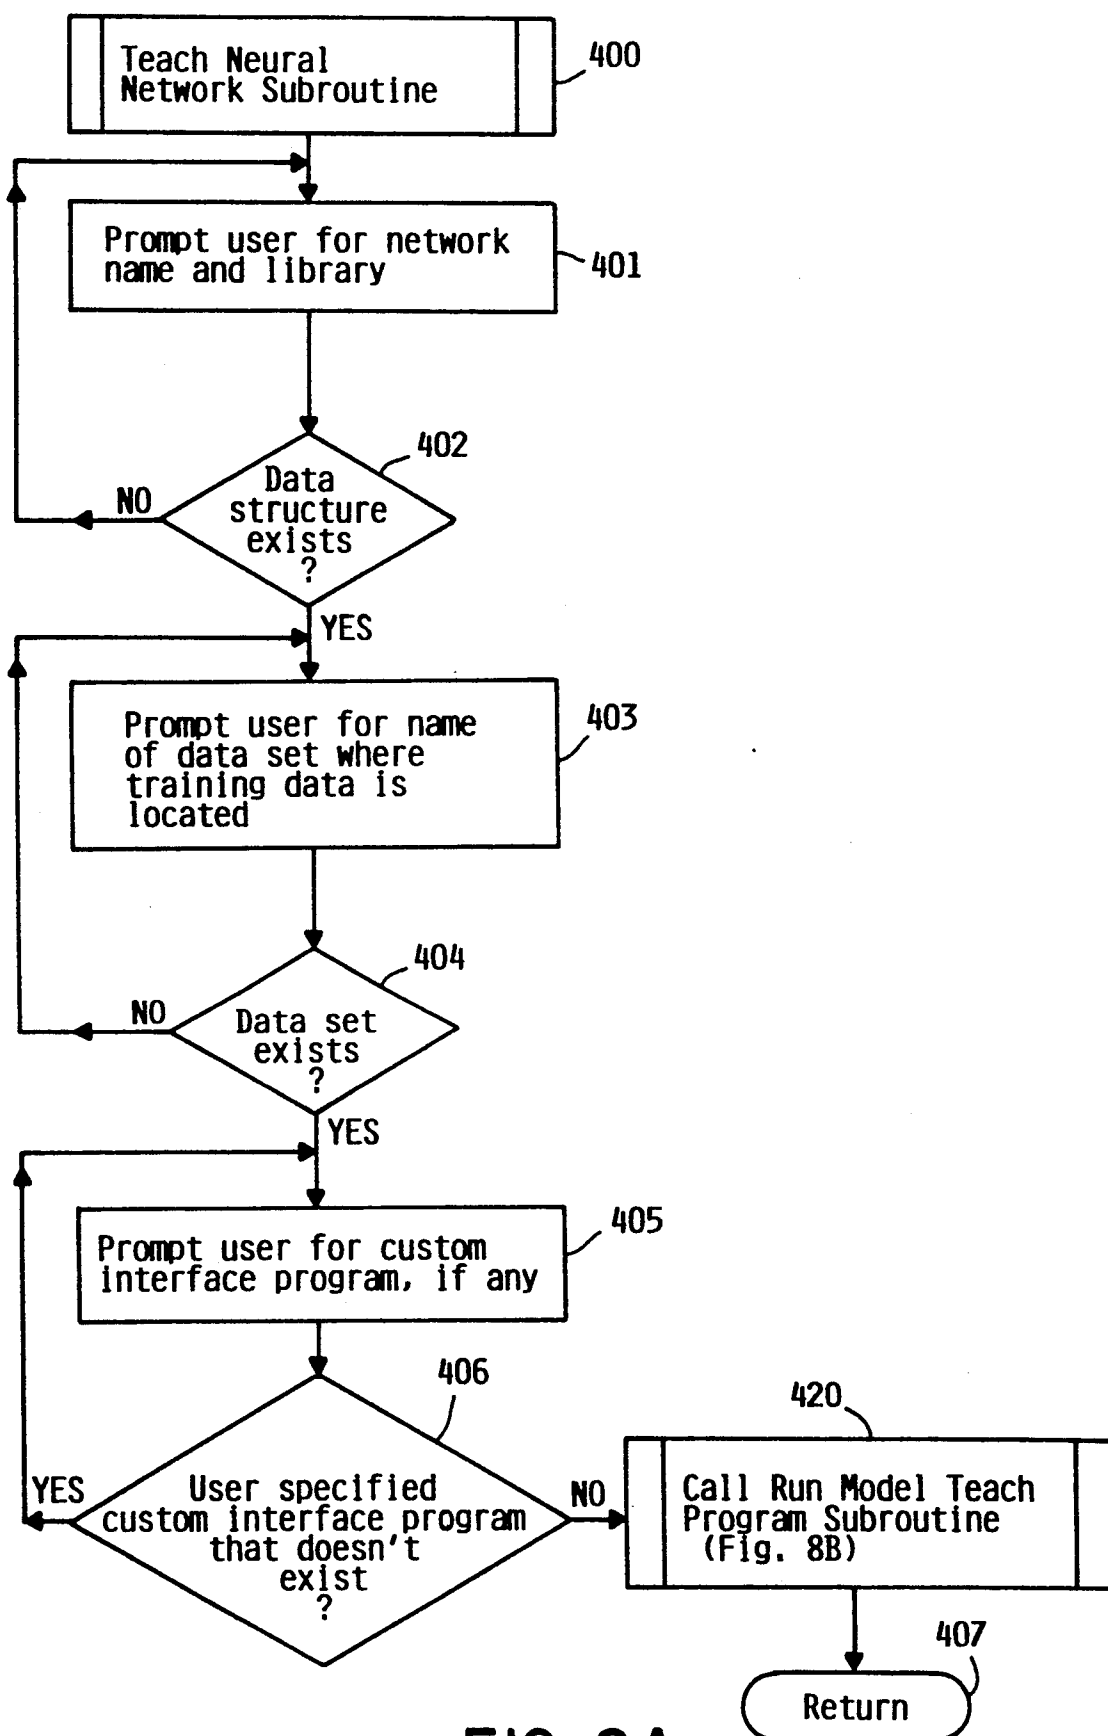 Teach Neural
Network Subroutine
400
Prompt user for network
name and library
401
402
Data
structure
exists
?
NO
YES
Prompt user for name
of data set where
training data is
located
403
404
Data set
exists
?
NO
YES
Prompt user for custom
interface program, if any
405
406
User specified
custom interface program
that doesn't
exist
?
YES
NO
420
Call Run Model Teach
Program Subroutine
(Fig. 8B)
407
Return